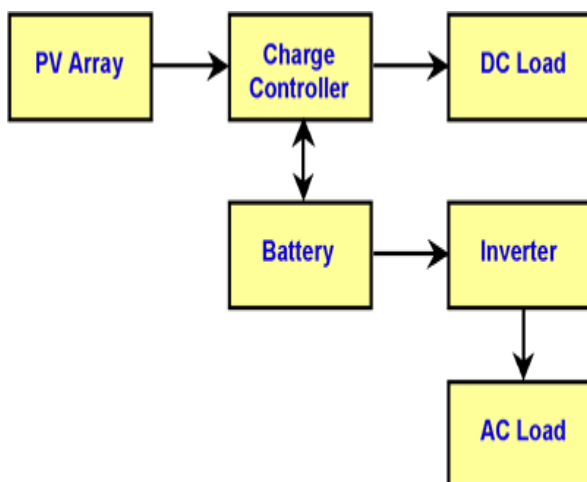 PV Array
Charge
Controller
DC Load
Battery
Inverter
AC Load